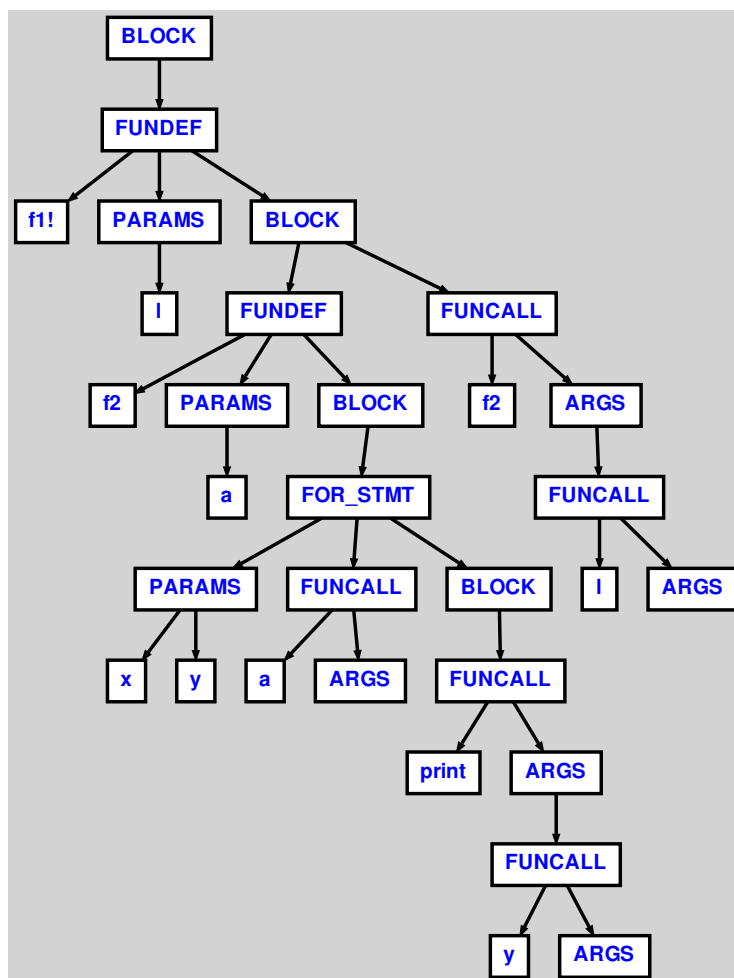 BLOCK
FUNDEF
f1! PARAMS BLOCK
l FUNDEF FUNCALL
f2 PARAMS BLOCK f2 ARGS
a FOR_STMT FUNCALL
PARAMS FUNCALL BLOCK l ARGS
x y a ARGS FUNCALL
print ARGS
FUNCALL
y ARGS